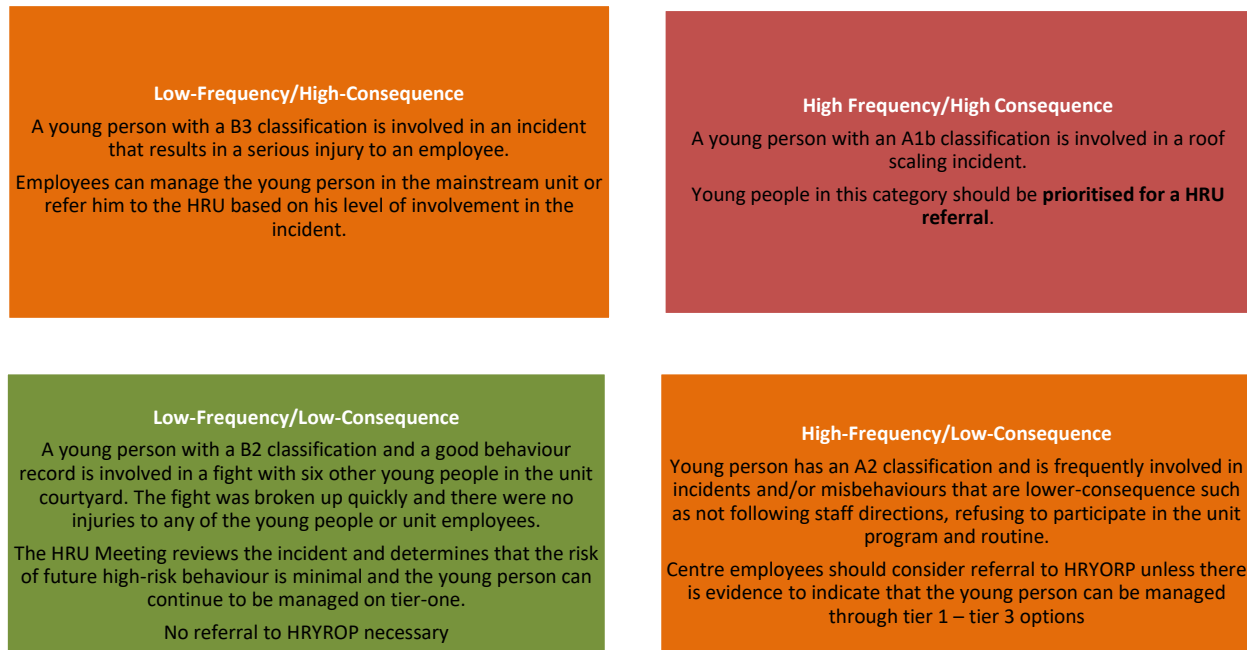 Low-Frequency/High-Consequence
A young person with a B3 classification is involved in an incident
that results in a serious injury to an employee.
Employees can manage the young person in the mainstream unit or
refer him to the HRU based on his level of involvement in the
incident.
High Frequency/High Consequence
A young person with an A1b classification is involved in a roof
scaling incident.
Young people in this category should be prioritised for a HRU
referral.
Low-Frequency/Low-Consequence
A young person with a B2 classification and a good behaviour
record is involved in a fight with six other young people in the unit
courtyard. The fight was broken up quickly and there were no
injuries to any of the young people or unit employees.
The HRU Meeting reviews the incident and determines that the risk
of future high-risk behaviour is minimal and the young person can
continue to be managed on tier-one.
No referral to HRYROP necessary
High-Frequency/Low-Consequence
Young person has an A2 classification and is frequently involved in
incidents and/or misbehaviours that are lower-consequence such
as not following staff directions, refusing to participate in the unit
program and routine.
Centre employees should consider referral to HRYORP unless there
is evidence to indicate that the young person can be managed
through tier 1 – tier 3 options